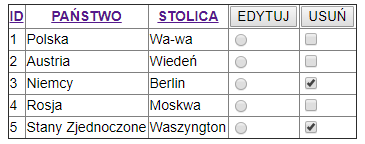 ID PAŃSTWO STOLICA EDYTUJ USUŃ
1 Polska Wa-wa
2 Austria Wiedeń
3 Niemcy Berlin
4 Rosja Moskwa
5 Stany Zjednoczone Waszyngton